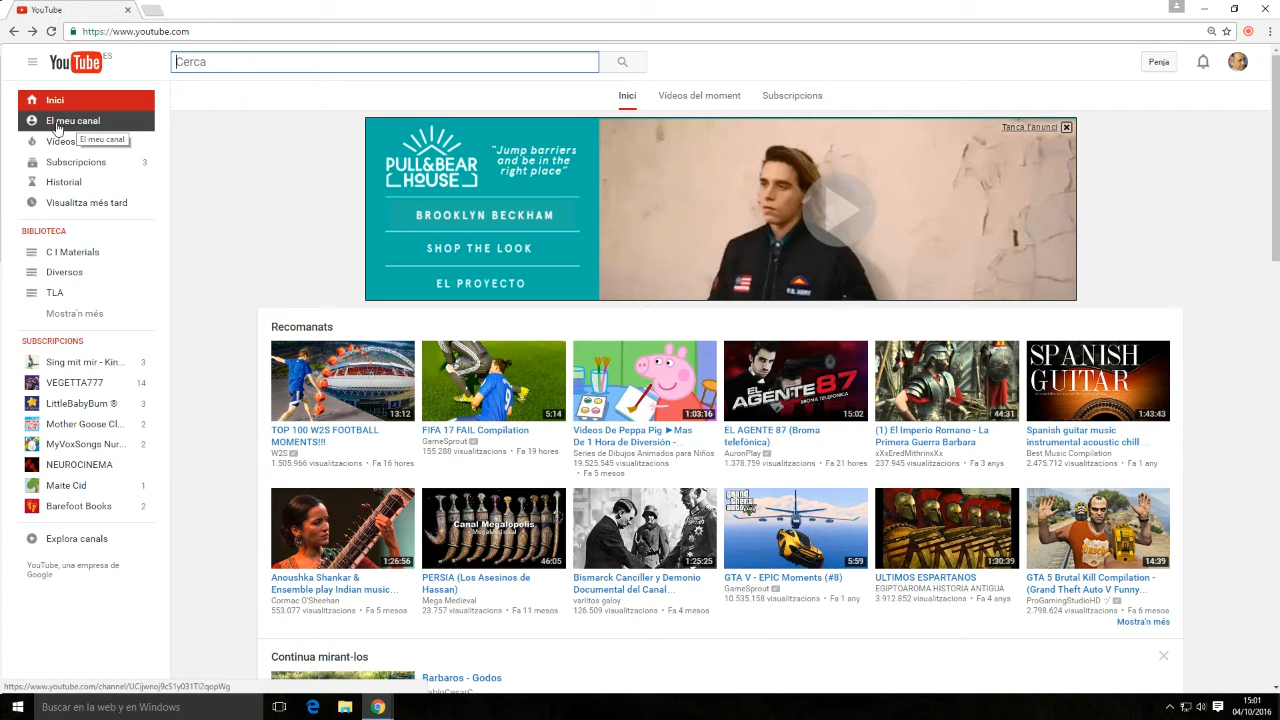 YouTube
https://www.youtube.com
YouTube ES
Cerca
Penja
Inici
El meu canal
El meu canal
Vídeos
Subscripcions 3
Historial
Visualitza més tard
BIBLIOTECA
C I Materials
Diversos
TLA
Mostra'n més
SUBSCRIPCIONS
Sing mit mir - Kin... 3
VEGETTA777 14
LittleBabyBum ® 3
Mother Goose Cl... 2
MyVoxSongs Nur... 2
NEUROCINEMA
Maite Cid 1
Barefoot Books 2
Explora canals
YouTube, una empresa de
Google
Inici Vídeos del moment Subscripcions
Tanca l'anunci
PULL&BEAR
HOUSE
"Jump barriers
and be in the
right place"
BROOKLYN BECKHAM
SHOP THE LOOK
EL PROYECTO
Recomanats
13:12
TOP 100 W2S FOOTBALL
MOMENTS!!!
W2S
1.505.966 visualitzacions • Fa 16 hores
5:14
FIFA 17 FAIL Compilation
GameSprout
155.288 visualitzacions • Fa 19 hores
1:03:16
Videos De Peppa Pig ►Mas
De 1 Hora de Diversión -...
Series de Dibujos Animados para Niños
19.525.545 visualitzacions
• Fa 5 mesos
EL AGENTE 87
BROMA TELEFÓNICA
15:02
EL AGENTE 87 (Broma
telefónica)
AuronPlay
1.378.759 visualitzacions • Fa 21 hores
44:31
(1) El Imperio Romano - La
Primera Guerra Barbara
xXxEredMithrinxXx
237.945 visualitzacions • Fa 3 anys
SPANISH
GUITAR
1:43:43
Spanish guitar music
instrumental acoustic chill ...
Best Music Compilation
2.475.712 visualitzacions • Fa 1 any
1:26:56
Anoushka Shankar &
Ensemble play Indian music...
Cormac O'Sheehan
553.077 visualitzacions • Fa 5 mesos
Canal Megalopolis
46:05
PERSIA (Los Asesinos de
Hassan)
Mega Medieval
23.757 visualitzacions • Fa 11 mesos
1:25:25
Bismarck Canciller y Demonio
Documental del Canal...
varlitos galoy
126.509 visualitzacions • Fa 4 mesos
5:59
GTA V - EPIC Moments (#8)
GameSprout
10.535.158 visualitzacions • Fa 1 any
1:30:39
ULTIMOS ESPARTANOS
EGIPTOAROMA HISTORIA ANTIGUA
3.912.852 visualitzacions • Fa 4 anys
14:39
GTA 5 Brutal Kill Compilation -
(Grand Theft Auto V Funny...
ProGamingStudioHD ツ
2.798.624 visualitzacions • Fa 6 mesos
Mostra'n més
Continua mirant-los
Barbaros - Godos
PabloCesarC
https://www.youtube.com/channel/UCijwnoj9cS1y031Tl2qopWg
Buscar en la web y en Windows
15:01
04/10/2016